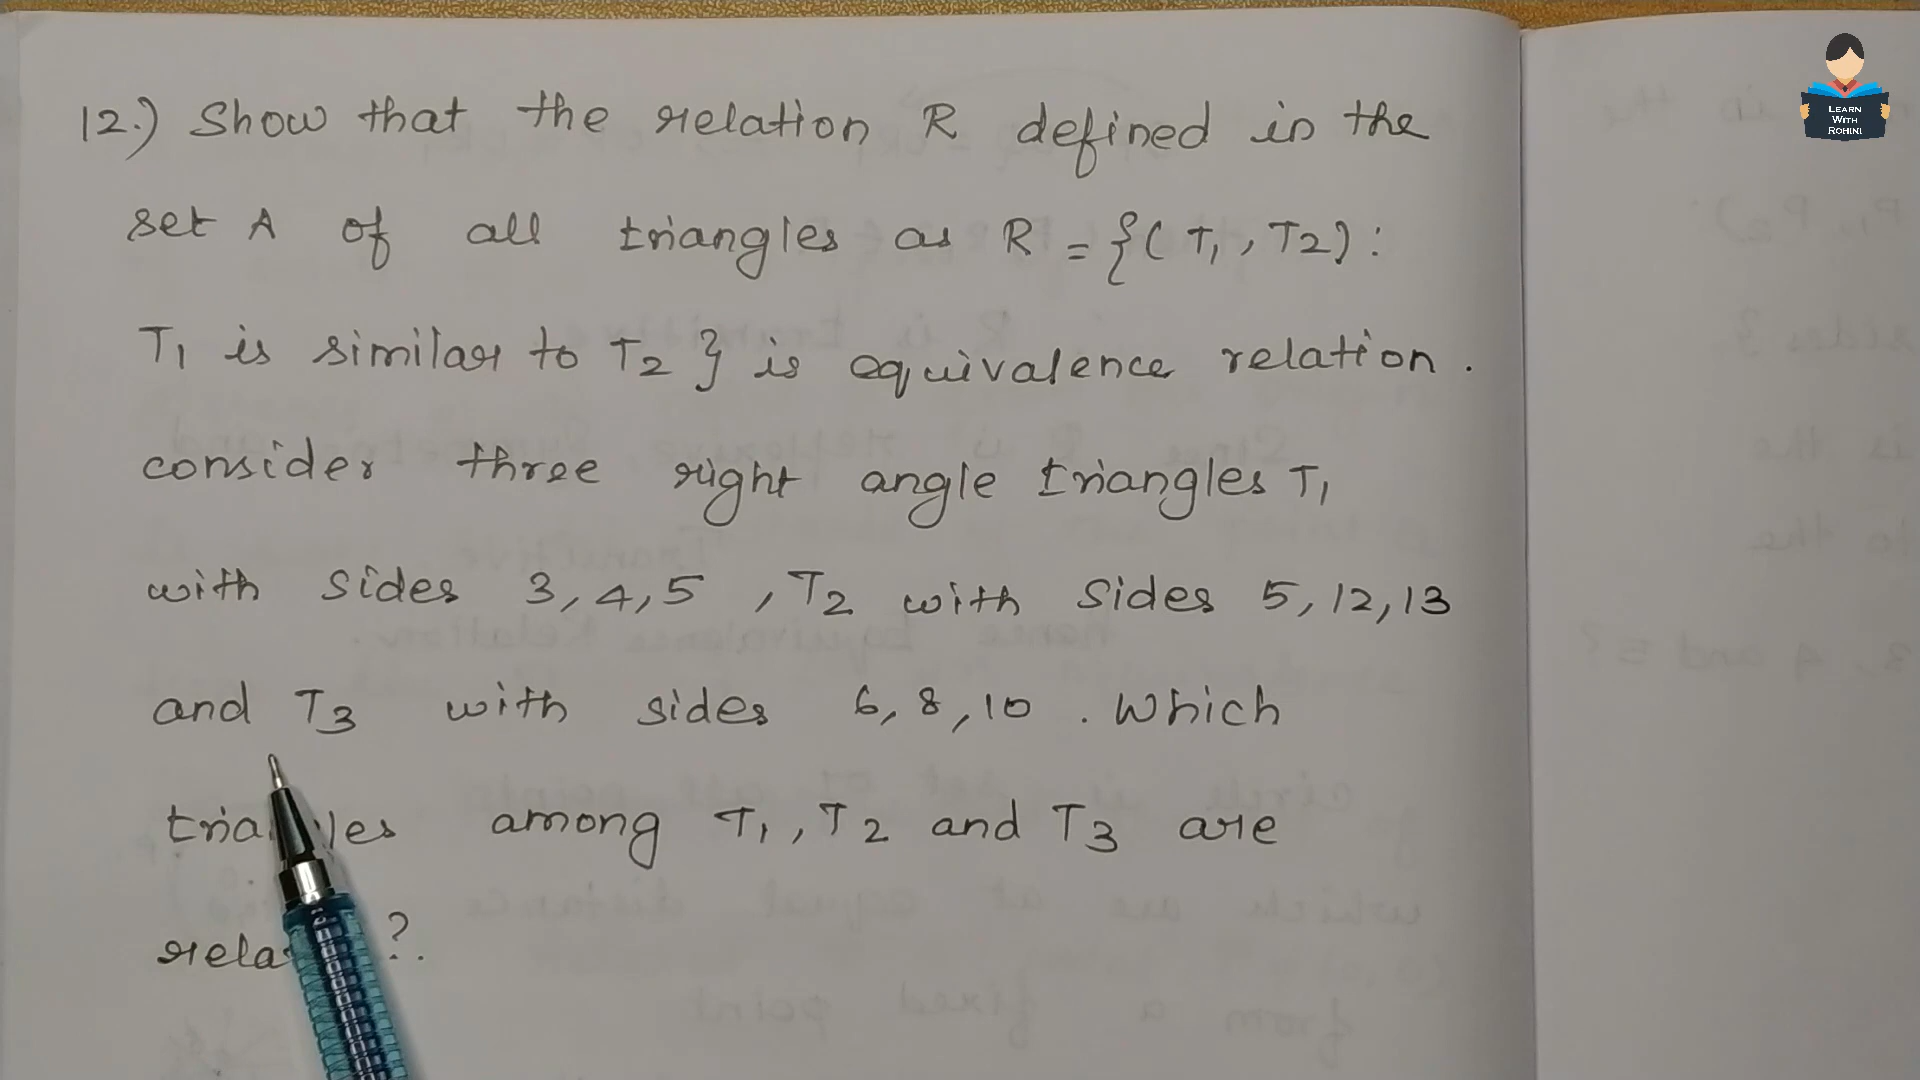 12.) Show that the relation R defined in the
set A of all triangles as R = {(T1, T2):
T1 is similar to T2 } is equivalence relation.
consider three right angle triangles T1
with sides 3, 4, 5 , T2 with sides 5, 12, 13
and T3 with sides 6, 8, 10 . Which
triangles among T1, T2 and T3 are
?.
LEARN
WITH
ROHINI